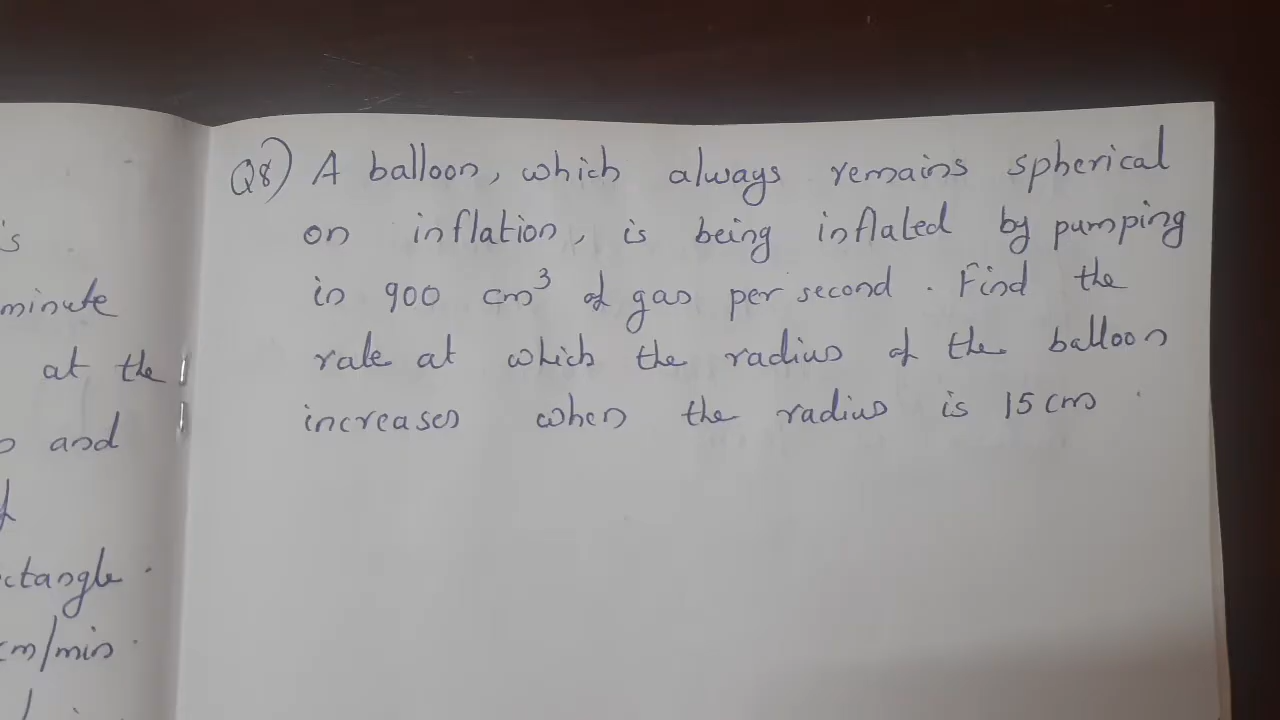 's
minute
at the
and
ctangle.
cm/min.
Q8) A balloon, which always remains spherical
on inflation, is being inflated by pumping
in 900 cm³ of gas per second. Find the
rate at which the radius of the balloon
increases when the radius is 15 cm.